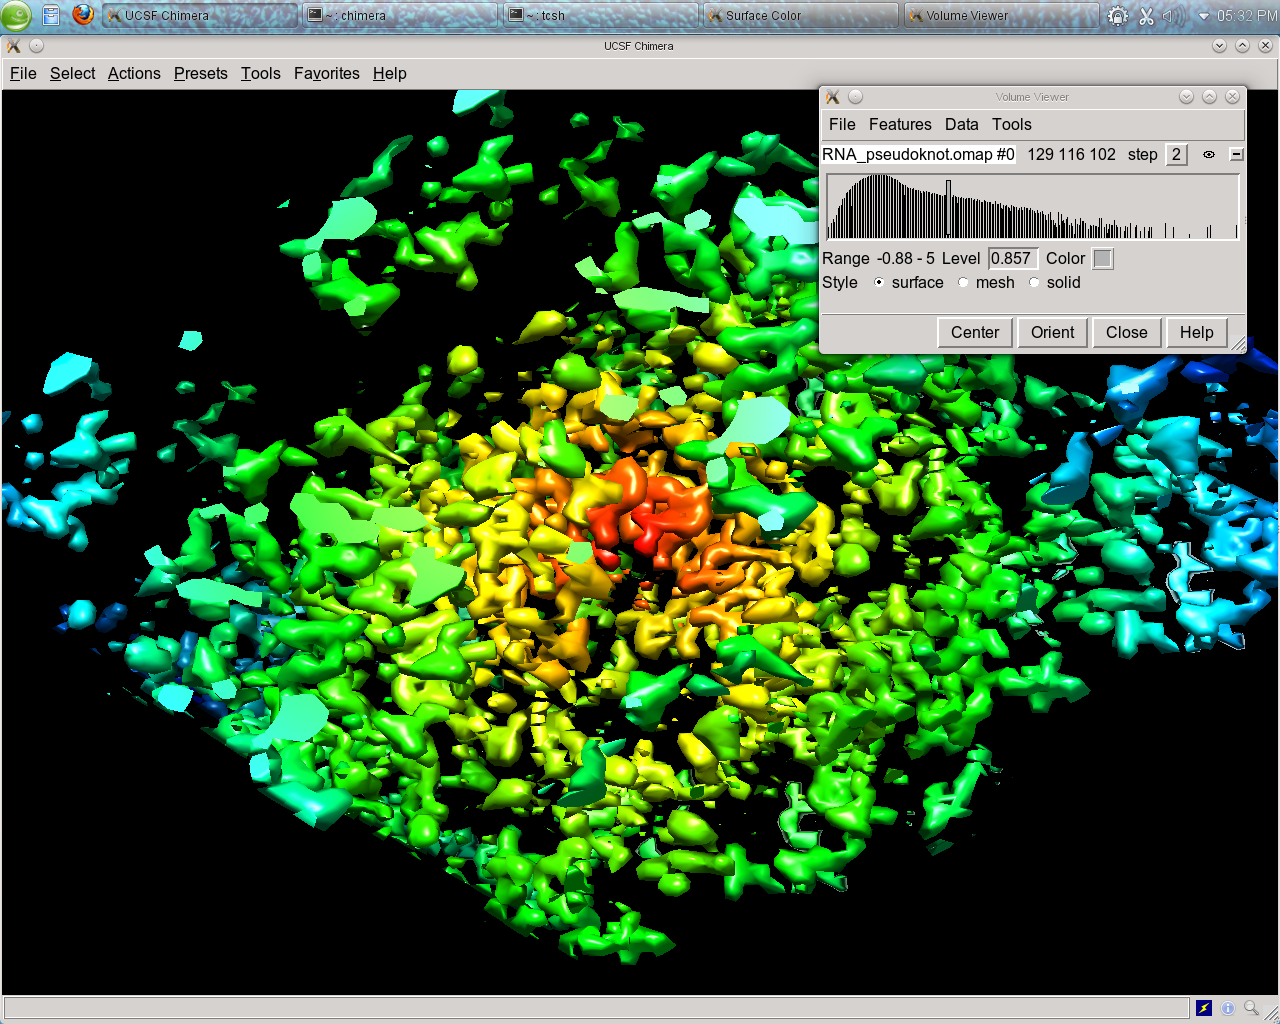 UCSF Chimera ~ : chimera ~ : tcsh Surface Color Volume Viewer 05:32 PM
UCSF Chimera
File Select Actions Presets Tools Favorites Help
Volume Viewer
File Features Data Tools
RNA_pseudoknot.omap #0 129 116 102 step 2
Range -0.88 - 5 Level 0.857 Color
Style surface mesh solid
Center Orient Close Help